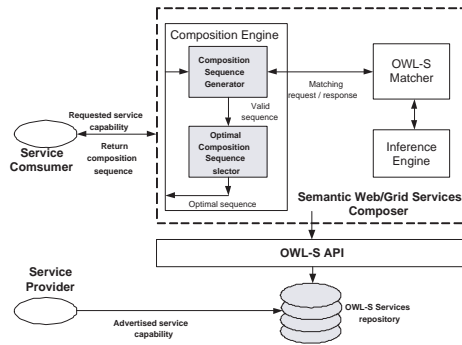 Composition Engine
Composition
Sequence
Generator
Matching
request / response
OWL-S
Matcher
Valid
sequence
Optimal
Composition
Sequence
slector
Optimal sequence
Inference
Engine
Requested service
capability
Return
composition
sequence
Service
Comsumer
Semantic Web/Grid Services
Composer
OWL-S API
Service
Provider
Advertised service
capability
OWL-S Services
repository